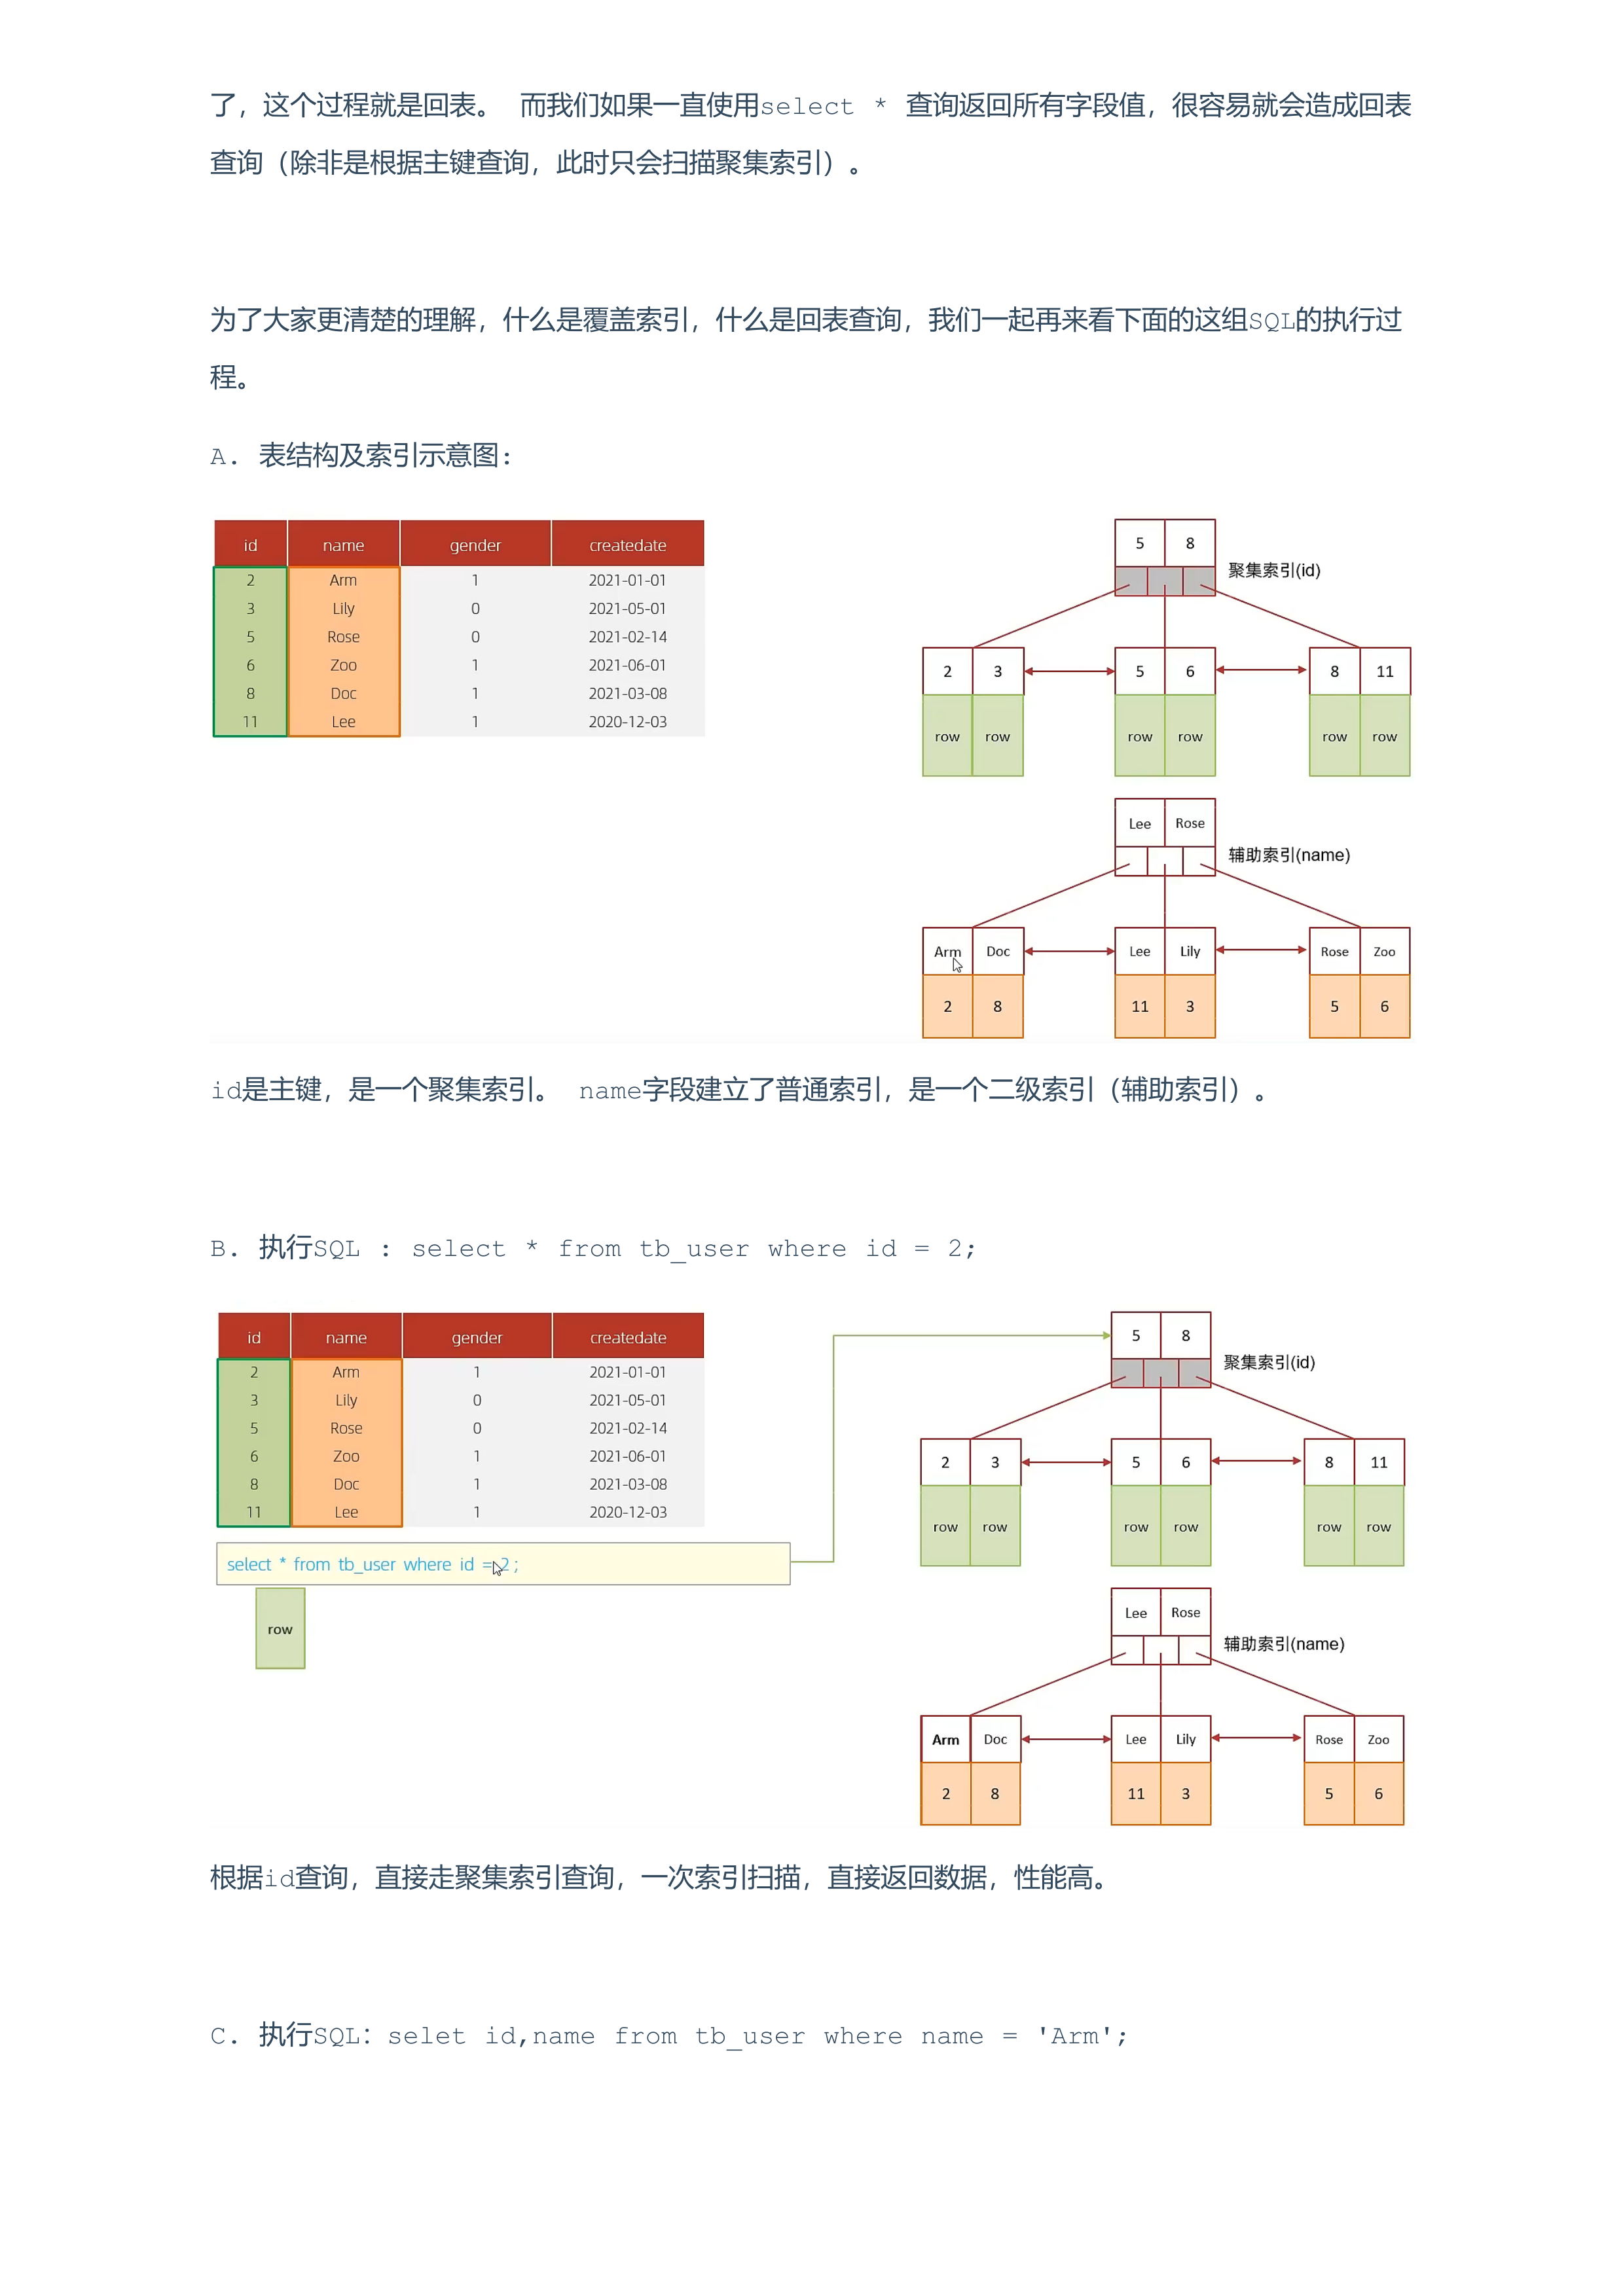 了，这个过程就是回表。 而我们如果一直使用select * 查询返回所有字段值，很容易就会造成回表
查询（除非是根据主键查询，此时只会扫描聚集索引）。
为了大家更清楚的理解，什么是覆盖索引，什么是回表查询，我们一起再来看下面的这组SQL的执行过
程。
A. 表结构及索引示意图:
id name gender createdate
2 Arm 1 2021-01-01
3 Lily 0 2021-05-01
5 Rose 0 2021-02-14
6 Zoo 1 2021-06-01
8 Doc 1 2021-03-08
11 Lee 1 2020-12-03
5 8
聚集索引(id)
2 3 5 6 8 11
row row row row row row
Lee Rose
辅助索引(name)
Arm Doc Lee Lily Rose Zoo
2 8 11 3 5 6
id是主键，是一个聚集索引。 name字段建立了普通索引，是一个二级索引（辅助索引）。
B. 执行SQL : select * from tb_user where id = 2;
id name gender createdate
2 Arm 1 2021-01-01
3 Lily 0 2021-05-01
5 Rose 0 2021-02-14
6 Zoo 1 2021-06-01
8 Doc 1 2021-03-08
11 Lee 1 2020-12-03
select * from tb_user where id = 2 ;
row
5 8
聚集索引(id)
2 3 5 6 8 11
row row row row row row
Lee Rose
辅助索引(name)
Arm Doc Lee Lily Rose Zoo
2 8 11 3 5 6
根据id查询，直接走聚集索引查询，一次索引扫描，直接返回数据，性能高。
C. 执行SQL：selet id,name from tb_user where name = 'Arm';